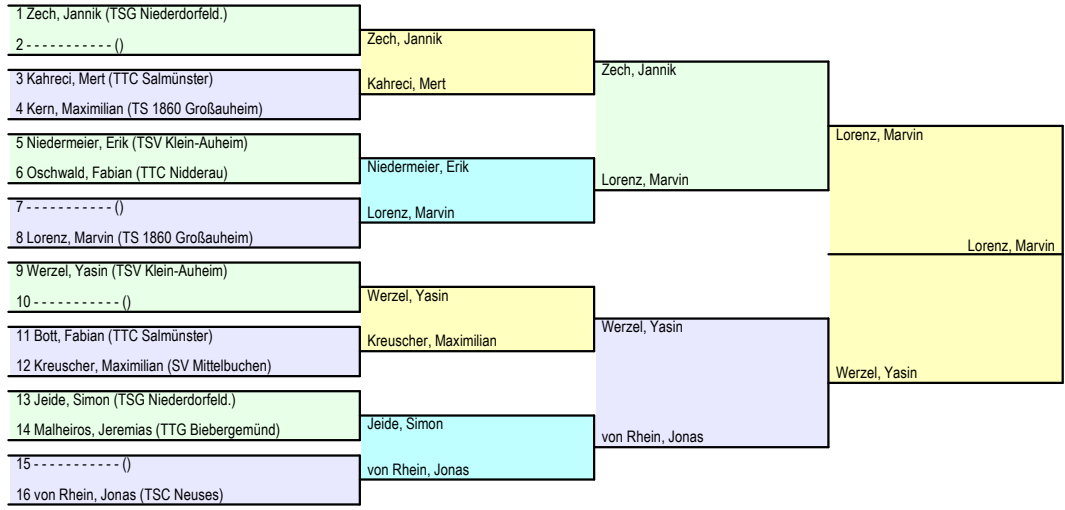 1 Zech, Jannik (TSG Niederdorfeld.)
2 - - - - - - - - - - - ()
3 Kahreci, Mert (TTC Salmünster)
4 Kern, Maximilian (TS 1860 Großauheim)
5 Niedermeier, Erik (TSV Klein-Auheim)
6 Oschwald, Fabian (TTC Nidderau)
7 - - - - - - - - - - - ()
8 Lorenz, Marvin (TS 1860 Großauheim)
9 Werzel, Yasin (TSV Klein-Auheim)
10 - - - - - - - - - - - ()
11 Bott, Fabian (TTC Salmünster)
12 Kreuscher, Maximilian (SV Mittelbuchen)
13 Jeide, Simon (TSG Niederdorfeld.)
14 Malheiros, Jeremias (TTG Biebergemünd)
15 - - - - - - - - - - - ()
16 von Rhein, Jonas (TSC Neuses)
Zech, Jannik
Kahreci, Mert
Niedermeier, Erik
Lorenz, Marvin
Werzel, Yasin
Kreuscher, Maximilian
Jeide, Simon
von Rhein, Jonas
Zech, Jannik
Lorenz, Marvin
Werzel, Yasin
von Rhein, Jonas
Lorenz, Marvin
Werzel, Yasin
Lorenz, Marvin